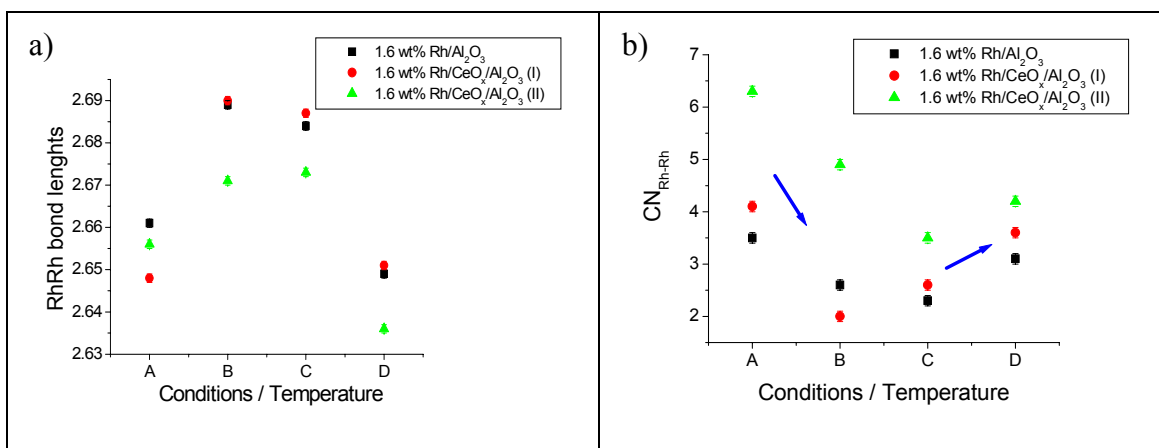 a)
1.6 wt% Rh/Al₂O₃
1.6 wt% Rh/CeOₓ/Al₂O₃ (I)
1.6 wt% Rh/CeOₓ/Al₂O₃ (II)
2.69
2.68
2.67
2.66
2.65
2.64
2.63
RhRh bond lenghts
A B C D
Conditions / Temperature
b)
1.6 wt% Rh/Al₂O₃
1.6 wt% Rh/CeOₓ/Al₂O₃ (I)
1.6 wt% Rh/CeOₓ/Al₂O₃ (II)
7
6
5
4
3
2
CN Rh-Rh
A B C D
Conditions / Temperature